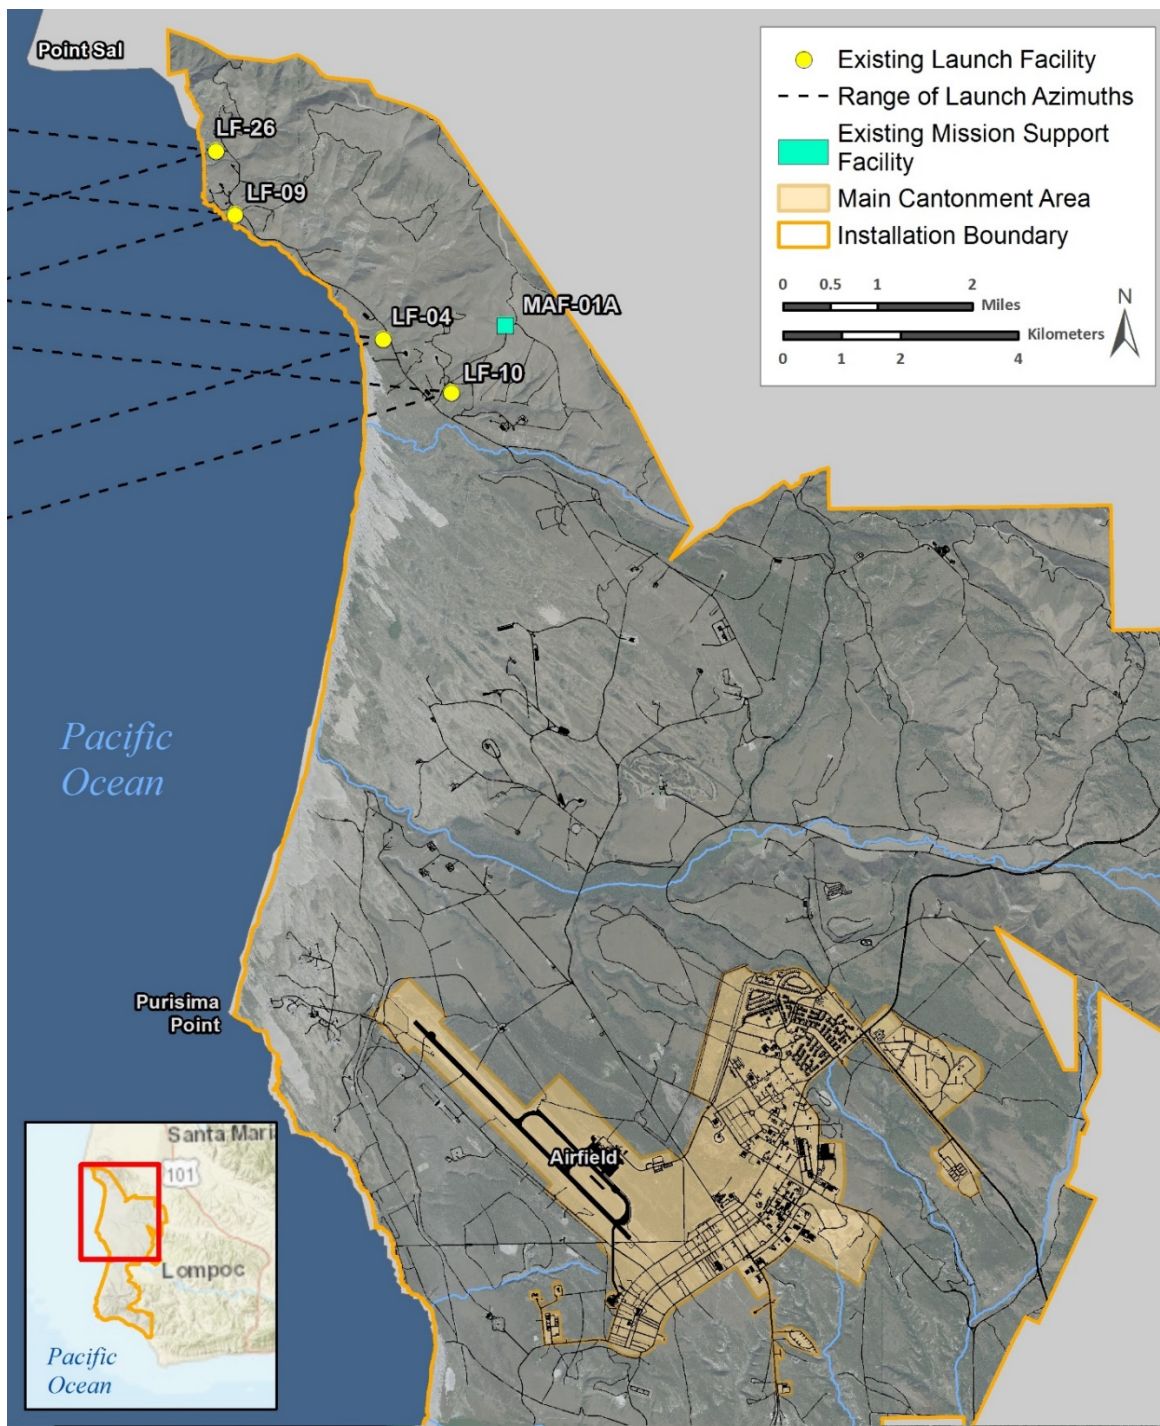 Point Sal
LF-26
LF-09
LF-04
MAF-01A
LF-10
Existing Launch Facility
Range of Launch Azimuths
Existing Mission Support
Facility
Main Cantonment Area
Installation Boundary
0 0.5 1 2
Miles
Kilometers
0 1 2 4
N
Pacific
Ocean
Purisima
Point
Airfield
Santa Mari
101
Lompoc
Pacific
Ocean